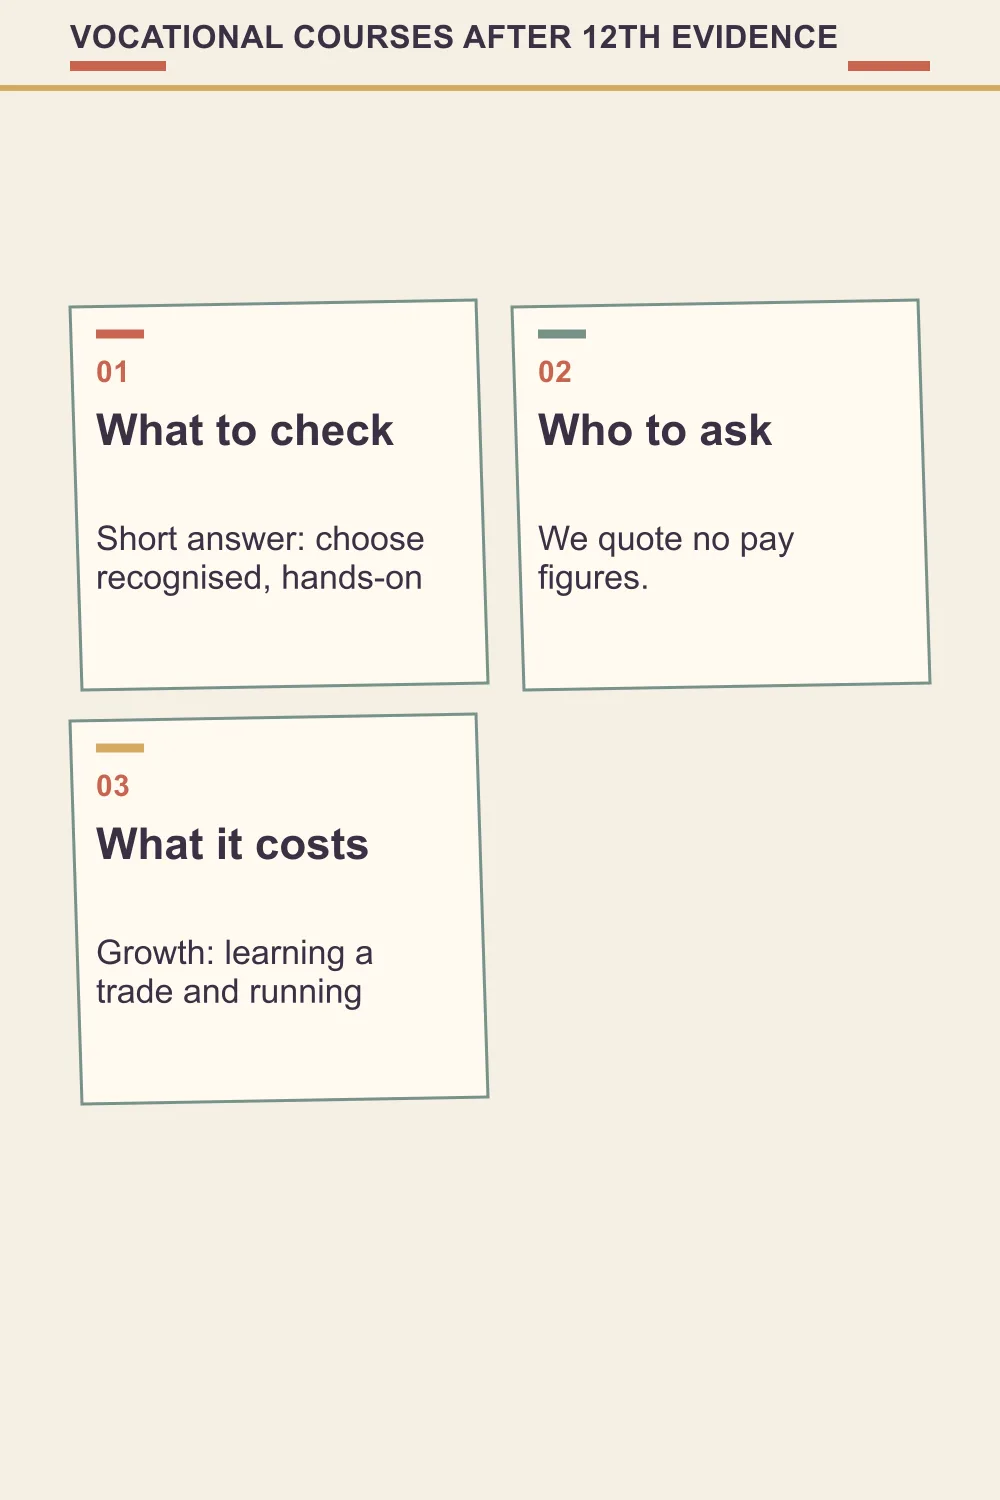 VOCATIONAL COURSES AFTER 12TH EVIDENCE
01
What to check
Short answer: choose
recognised, hands-on
02
Who to ask
We quote no pay
figures.
03
What it costs
Growth: learning a
trade and running